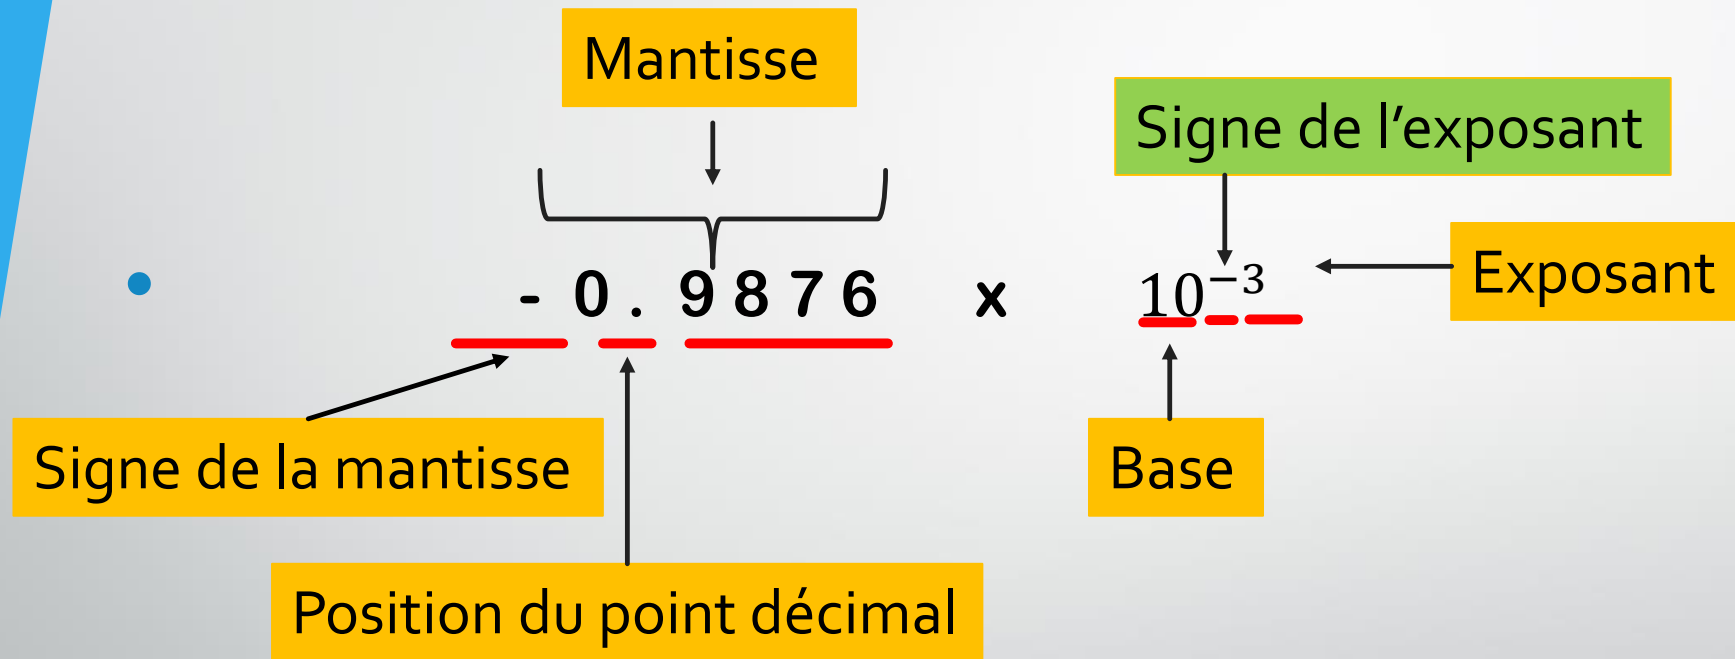 Mantisse
Signe de l’exposant
Exposant
- 0 . 9 8 7 6 x 10⁻³
Signe de la mantisse
Base
Position du point décimal